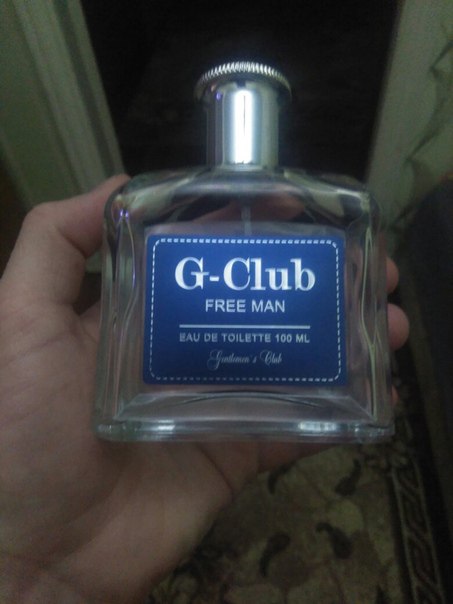 G-Club
FREE MAN
EAU DE TOILETTE 100 ML
Gentlemen's Club